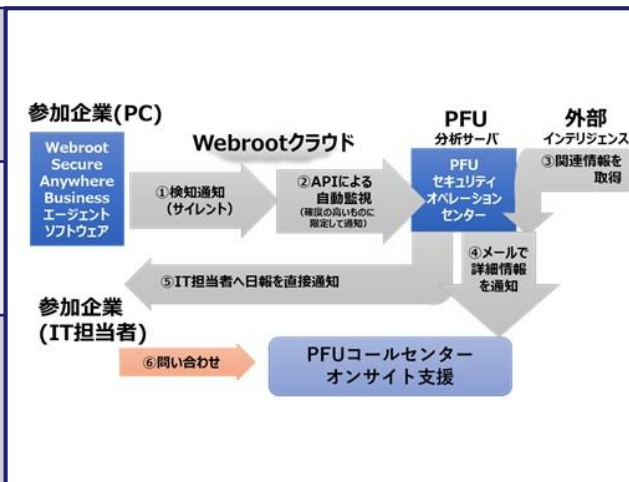 参加企業(PC)
Webroot
Secure
Anywhere
Business
エージェント
ソフトウェア
Webrootクラウド
①検知通知
（サイレント）
②APIによる
自動監視
（確度の高いものに
限定して通知）
PFU
分析サーバ
PFU
セキュリティ
オペレーション
センター
外部
インテリジェンス
③関連情報を
取得
④メールで
詳細情報
を通知
⑤IT担当者へ日報を直接通知
参加企業
(IT担当者)
⑥問い合わせ
PFUコールセンター
オンサイト支援